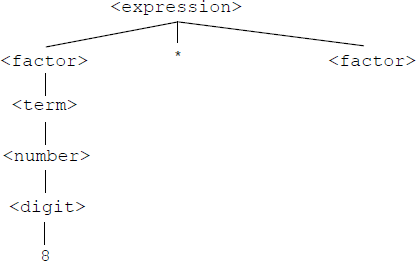 <expression>
<factor> * <factor>
<term>
<number>
<digit>
8